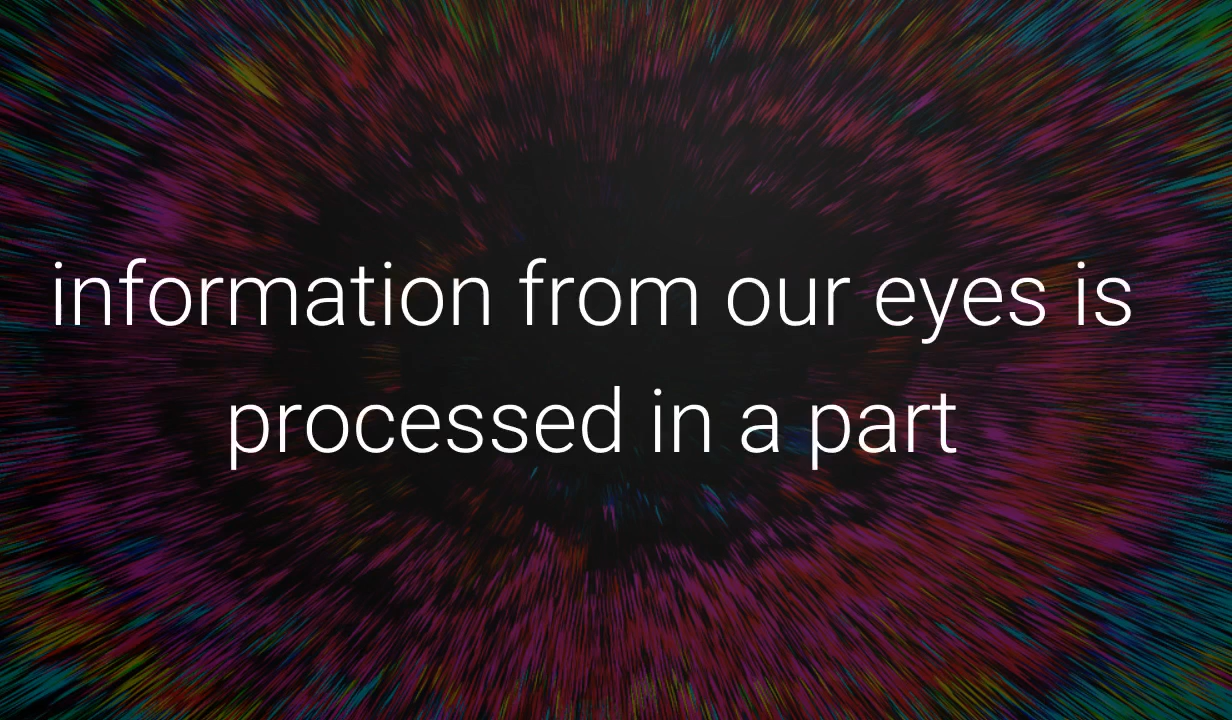 information from our eyes is
processed in a part